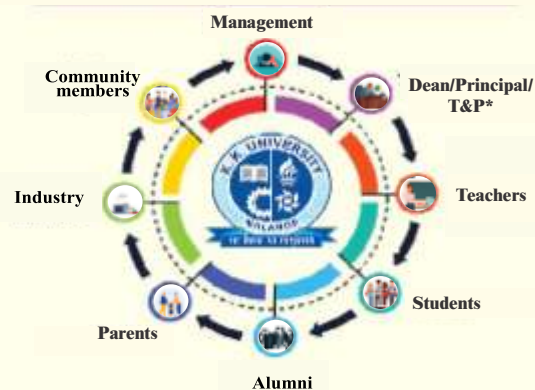 Management
Dean/Principal/
T&P*
Teachers
Students
Alumni
Parents
Industry
Community
members
K.K UNIVERSITY
NALANDA